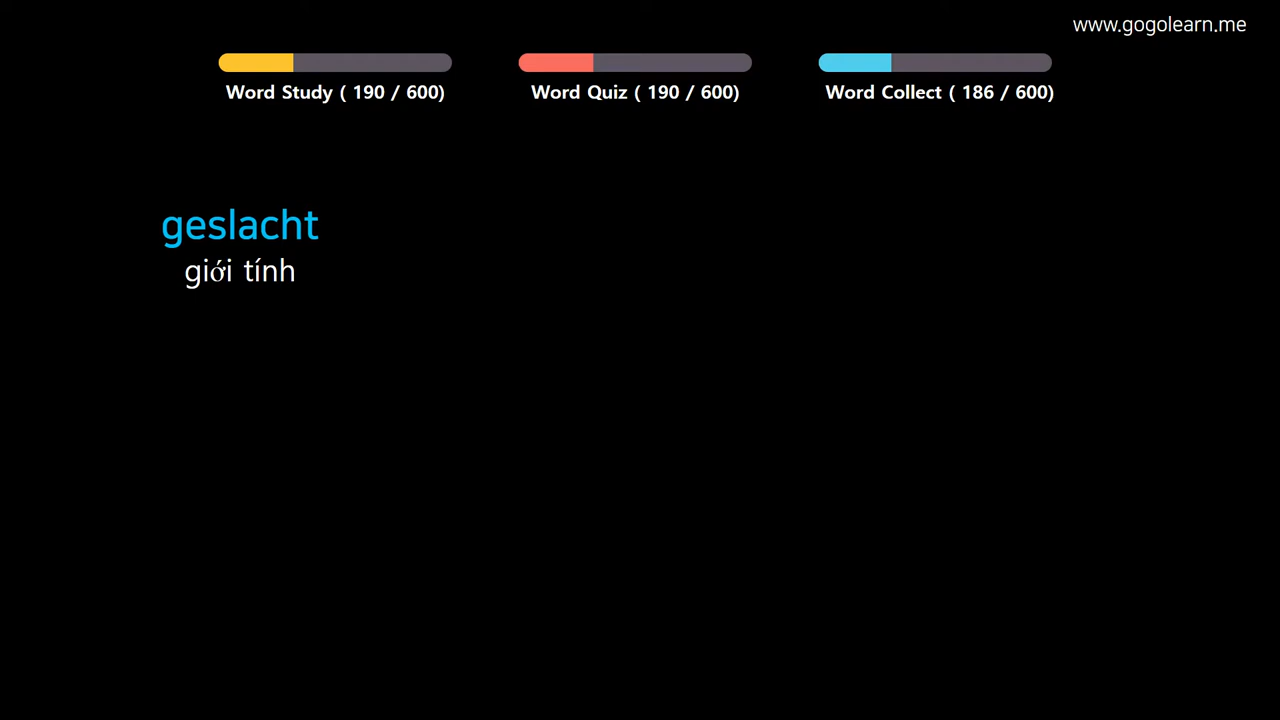 www.gogolearn.me
Word Study ( 190 / 600)
Word Quiz ( 190 / 600)
Word Collect ( 186 / 600)
geslacht
giới tính